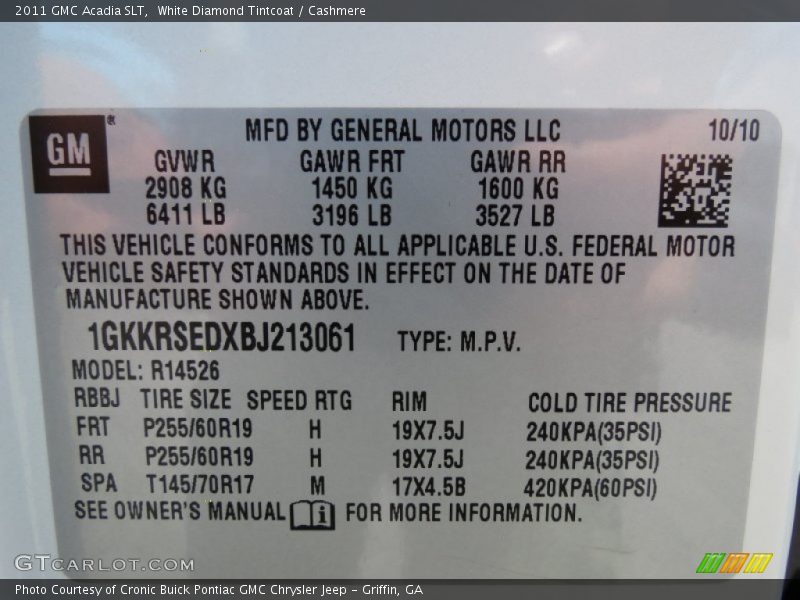 2011 GMC Acadia SLT,  White Diamond Tintcoat / Cashmere
GM ® MFD BY GENERAL MOTORS LLC 10/10
GVWR GAWR FRT GAWR RR
2908 KG 1450 KG 1600 KG
6411 LB 3196 LB 3527 LB
THIS VEHICLE CONFORMS TO ALL APPLICABLE U.S. FEDERAL MOTOR
VEHICLE SAFETY STANDARDS IN EFFECT ON THE DATE OF
MANUFACTURE SHOWN ABOVE.
1GKKRSEDXBJ213061 TYPE: M.P.V.
MODEL: R14526
RBBJ TIRE SIZE SPEED RTG RIM COLD TIRE PRESSURE
FRT P255/60R19 H 19X7.5J 240KPA(35PSI)
RR P255/60R19 H 19X7.5J 240KPA(35PSI)
SPA T145/70R17 M 17X4.5B 420KPA(60PSI)
SEE OWNER'S MANUAL i FOR MORE INFORMATION.
GTCARLOT.COM
Photo Courtesy of Cronic Buick Pontiac GMC Chrysler Jeep - Griffin, GA